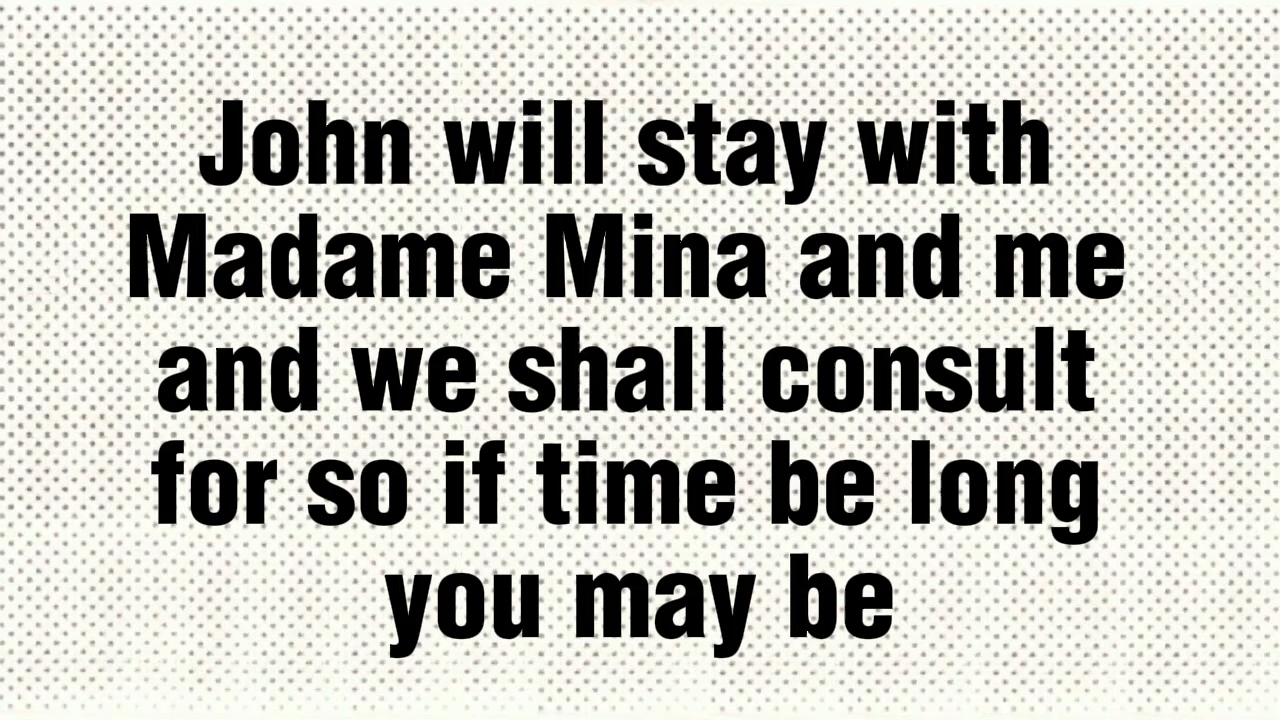 John will stay with
Madame Mina and me
and we shall consult
for so if time be long
you may be